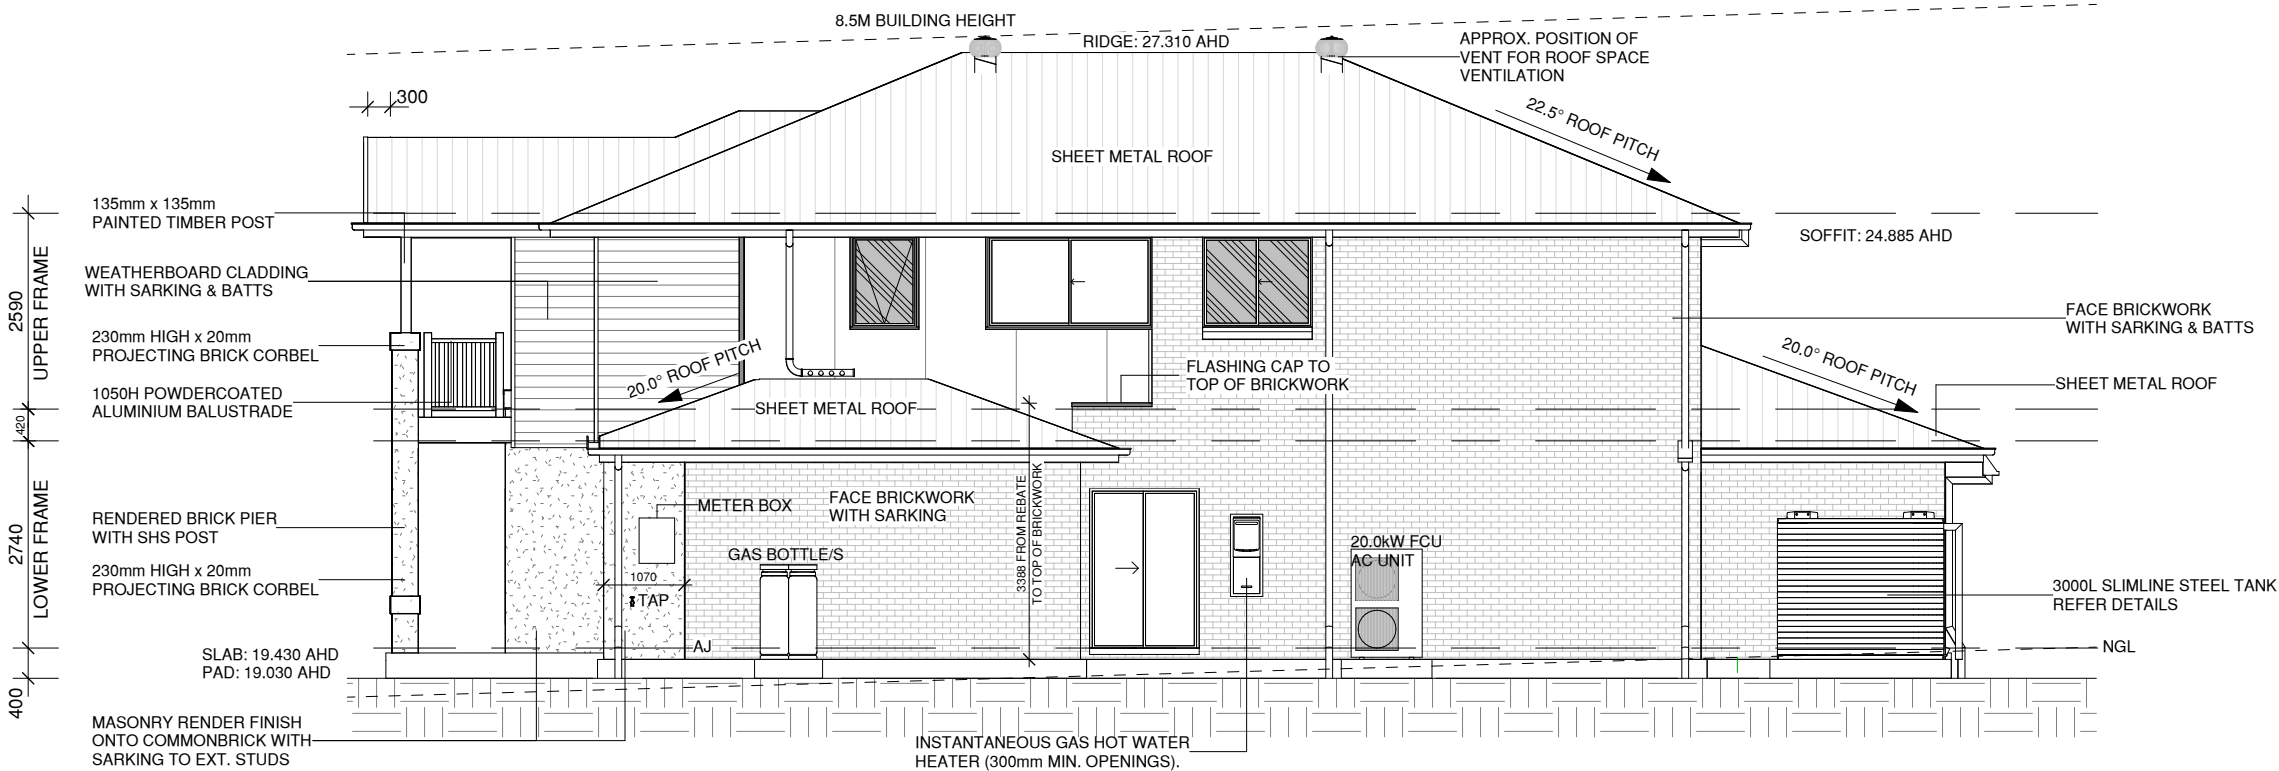 8.5M BUILDING HEIGHT
RIDGE: 27.310 AHD
APPROX. POSITION OF
VENT FOR ROOF SPACE
VENTILATION
300
22.5° ROOF PITCH
SHEET METAL ROOF
135mm x 135mm
PAINTED TIMBER POST
SOFFIT: 24.885 AHD
WEATHERBOARD CLADDING
WITH SARKING & BATTS
2590
UPPER FRAME
FACE BRICKWORK
WITH SARKING & BATTS
230mm HIGH x 20mm
PROJECTING BRICK CORBEL
20.0° ROOF PITCH
20.0° ROOF PITCH
FLASHING CAP TO
TOP OF BRICKWORK
SHEET METAL ROOF
1050H POWDERCOATED
ALUMINIUM BALUSTRADE
SHEET METAL ROOF
420
3388 FROM REBATE
TO TOP OF BRICKWORK
METER BOX
FACE BRICKWORK
WITH SARKING
2740
LOWER FRAME
RENDERED BRICK PIER
WITH SHS POST
GAS BOTTLE/S
20.0kW FCU
AC UNIT
230mm HIGH x 20mm
PROJECTING BRICK CORBEL
1070
TAP
3000L SLIMLINE STEEL TANK
REFER DETAILS
AJ
NGL
SLAB: 19.430 AHD
PAD: 19.030 AHD
400
MASONRY RENDER FINISH
ONTO COMMONBRICK WITH
SARKING TO EXT. STUDS
INSTANTANEOUS GAS HOT WATER
HEATER (300mm MIN. OPENINGS).